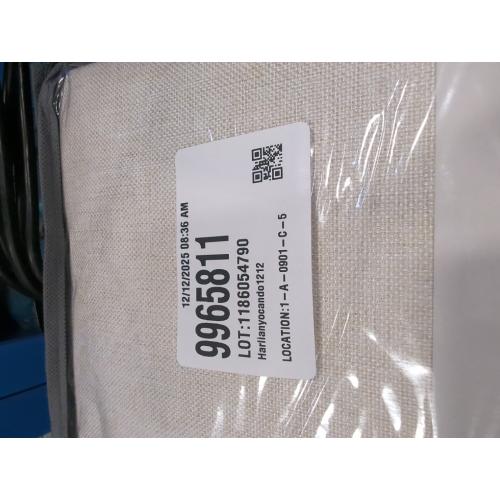 12/12/2025 08:36 AM
9965811
LOT:1186054790
Harlianyocando1212
LOCATION:1-A-0901-C-5